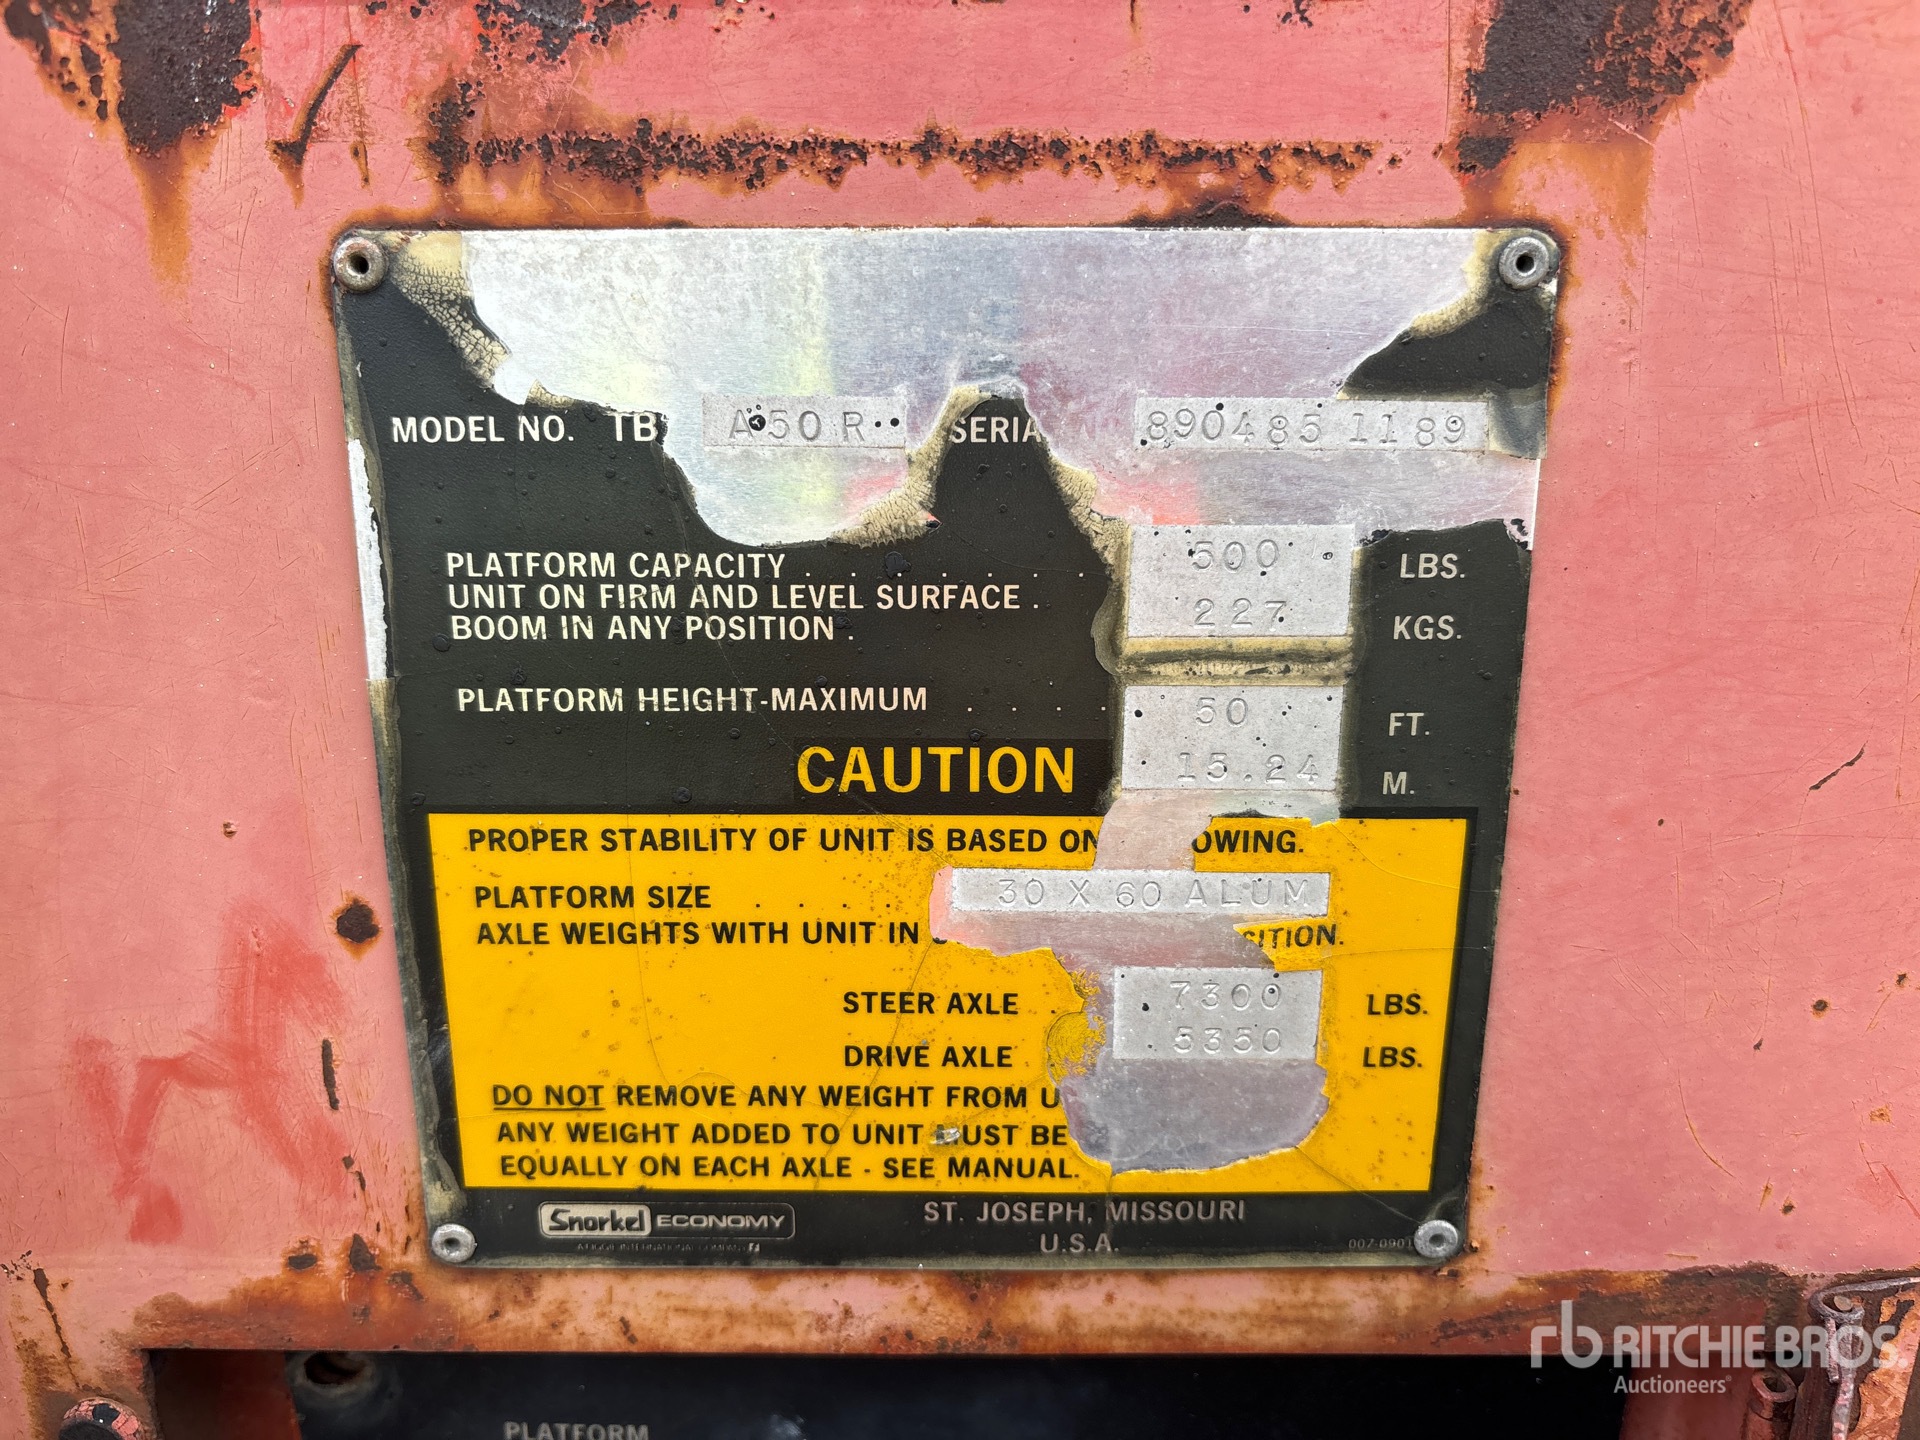 MODEL NO. TB A50R SERIA 890485 1189
PLATFORM CAPACITY . . . . . . . . 500 LBS.
UNIT ON FIRM AND LEVEL SURFACE .
BOOM IN ANY POSITION . 227 KGS.
PLATFORM HEIGHT-MAXIMUM . . . . 50 FT.
15.24 M.
CAUTION
PROPER STABILITY OF UNIT IS BASED ON OWING.
PLATFORM SIZE . . . . 30 X 60 ALUM
AXLE WEIGHTS WITH UNIT IN SITION.
STEER AXLE . 7300 LBS.
DRIVE AXLE 5350 LBS.
DO NOT REMOVE ANY WEIGHT FROM U
ANY WEIGHT ADDED TO UNIT MUST BE
EQUALLY ON EACH AXLE - SEE MANUAL.
Snorkel ECONOMY
ST. JOSEPH, MISSOURI
U.S.A.
007-0901
PLATFORM
rb RITCHIE BROS.
Auctioneers